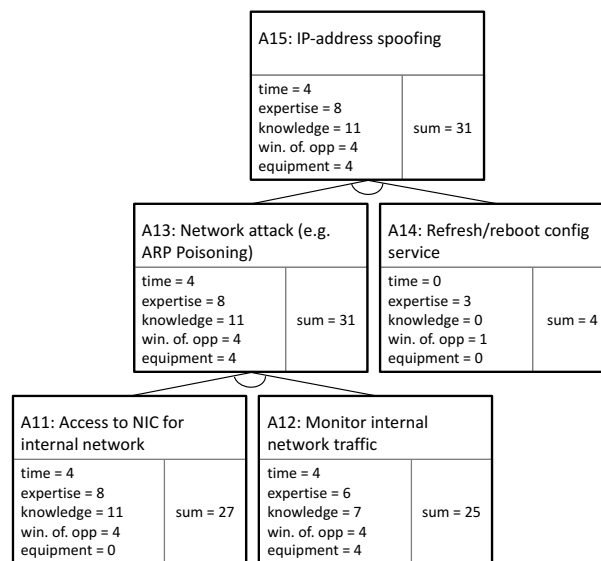 A15: IP-address spoofing
time = 4
expertise = 8
knowledge = 11
win. of. opp = 4
equipment = 4
sum = 31
A13: Network attack (e.g.
ARP Poisoning)
time = 4
expertise = 8
knowledge = 11
win. of. opp = 4
equipment = 4
sum = 31
A14: Refresh/reboot config
service
time = 0
expertise = 3
knowledge = 0
win. of. opp = 1
equipment = 0
sum = 4
A11: Access to NIC for
internal network
time = 4
expertise = 8
knowledge = 11
win. of. opp = 4
equipment = 0
sum = 27
A12: Monitor internal
network traffic
time = 4
expertise = 6
knowledge = 7
win. of. opp = 4
equipment = 4
sum = 25